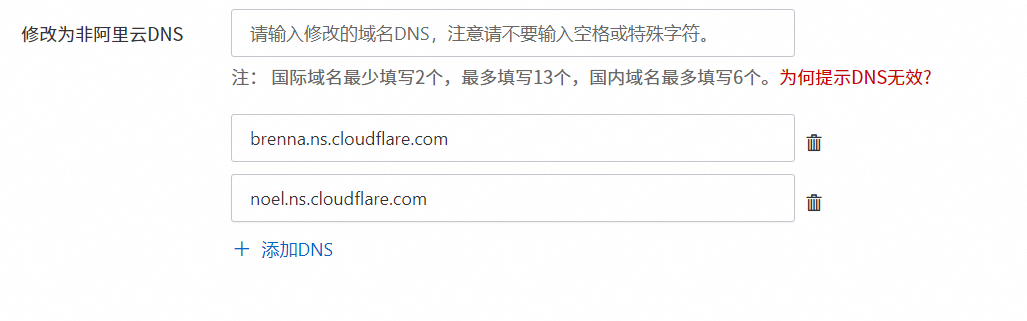 修改为非阿里云DNS
请输入修改的域名DNS，注意请不要输入空格或特殊字符。
注： 国际域名最少填写2个，最多填写13个，国内域名最多填写6个。为何提示DNS无效?
brenna.ns.cloudflare.com
noel.ns.cloudflare.com
＋ 添加DNS